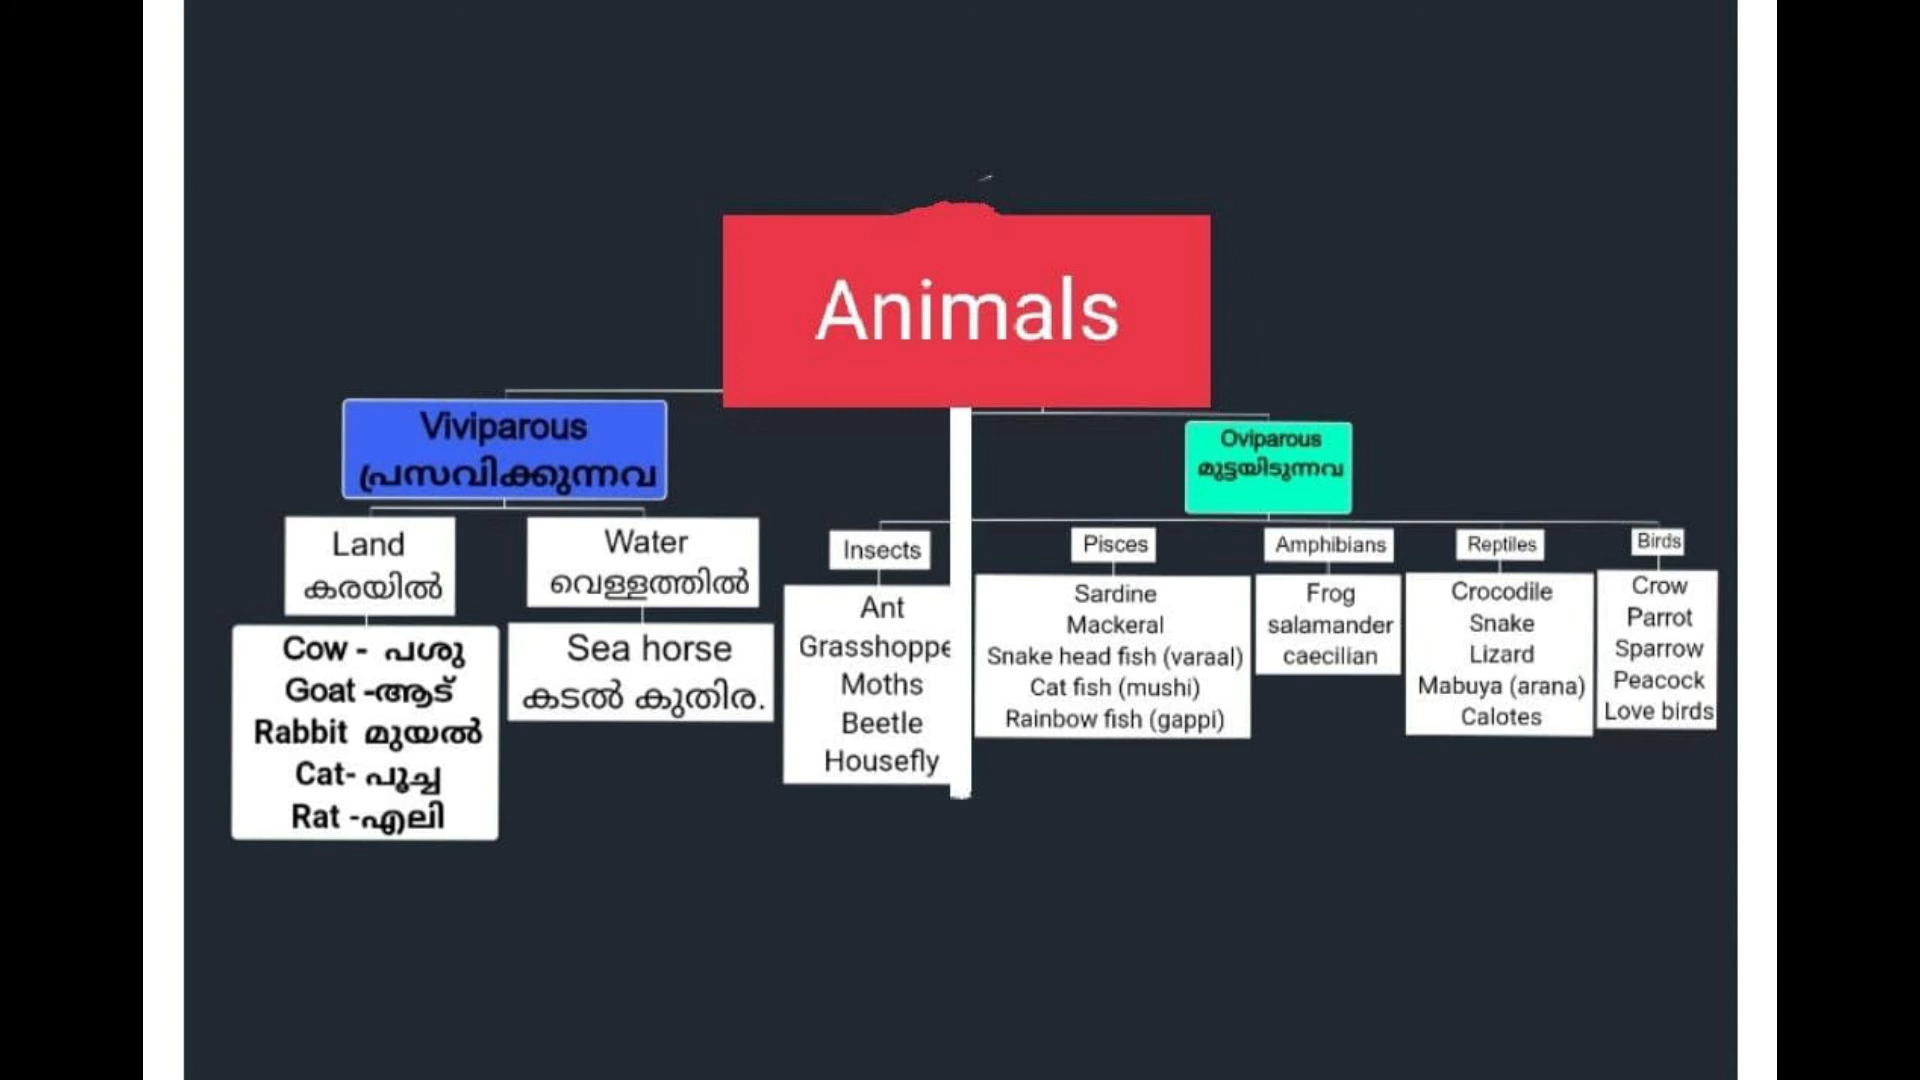 Animals
Viviparous
പ്രസവിക്കുന്നവ
Oviparous
മുട്ടയിടുന്നവ
Land
കരയിൽ
Water
വെള്ളത്തിൽ
Cow - പശു
Goat -ആട്
Rabbit മുയൽ
Cat- പൂച്ച
Rat -എലി
Sea horse
കടൽ കുതിര.
Insects
Ant
Grasshoppe
Moths
Beetle
Housefly
Pisces
Sardine
Mackeral
Snake head fish (varaal)
Cat fish (mushi)
Rainbow fish (gappi)
Amphibians
Frog
salamander
caecilian
Reptiles
Crocodile
Snake
Lizard
Mabuya (arana)
Calotes
Birds
Crow
Parrot
Sparrow
Peacock
Love birds